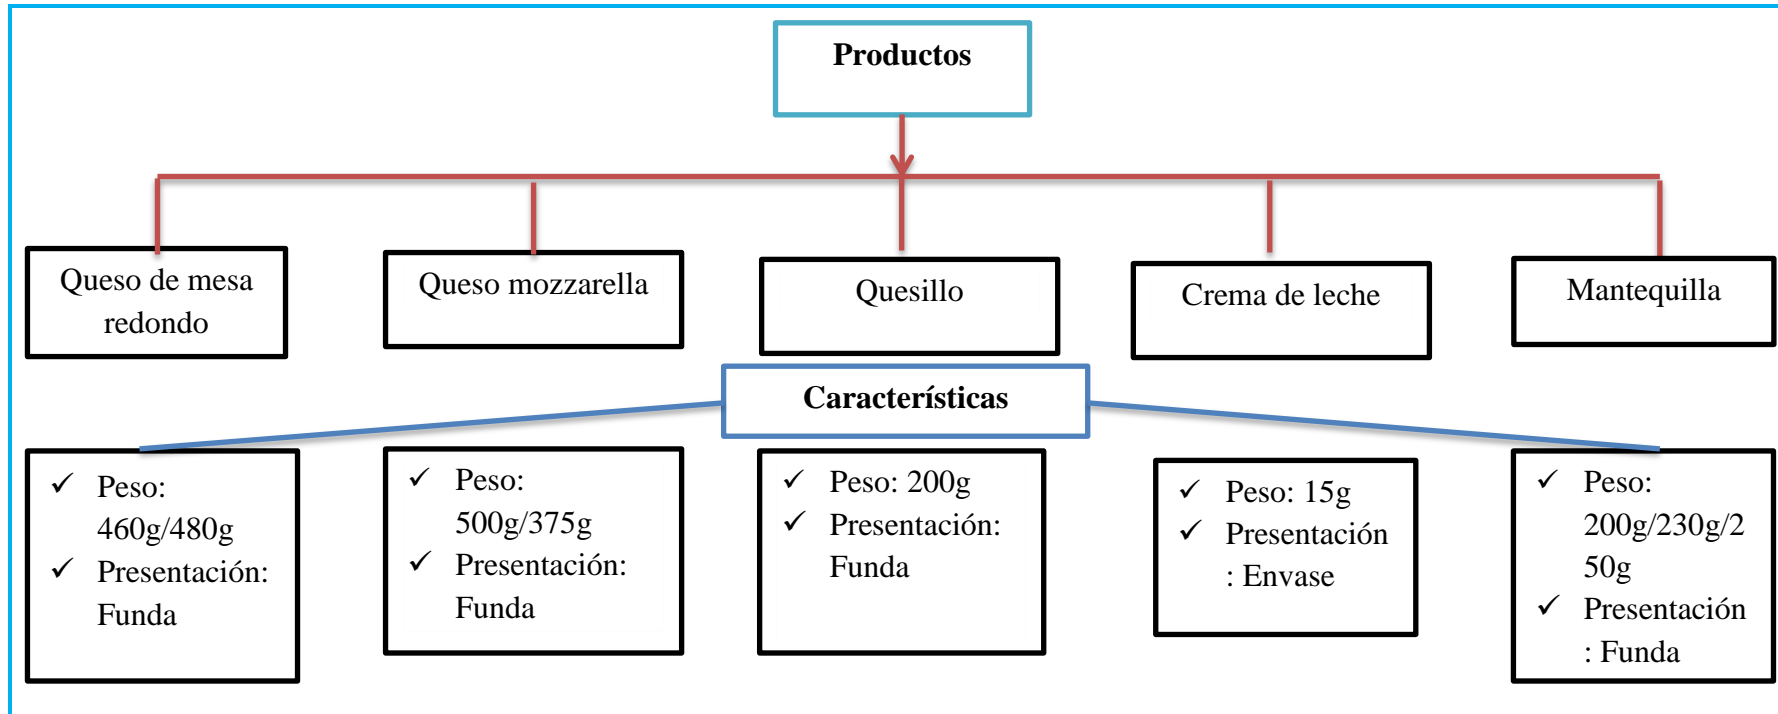 Productos
Queso de mesa
redondo
Queso mozzarella
Quesillo
Crema de leche
Mantequilla
Características
✓ Peso:
460g/480g
✓ Presentación:
Funda
✓ Peso:
500g/375g
✓ Presentación:
Funda
✓ Peso: 200g
✓ Presentación:
Funda
✓ Peso: 15g
✓ Presentación
: Envase
✓ Peso:
200g/230g/2
50g
✓ Presentación
: Funda